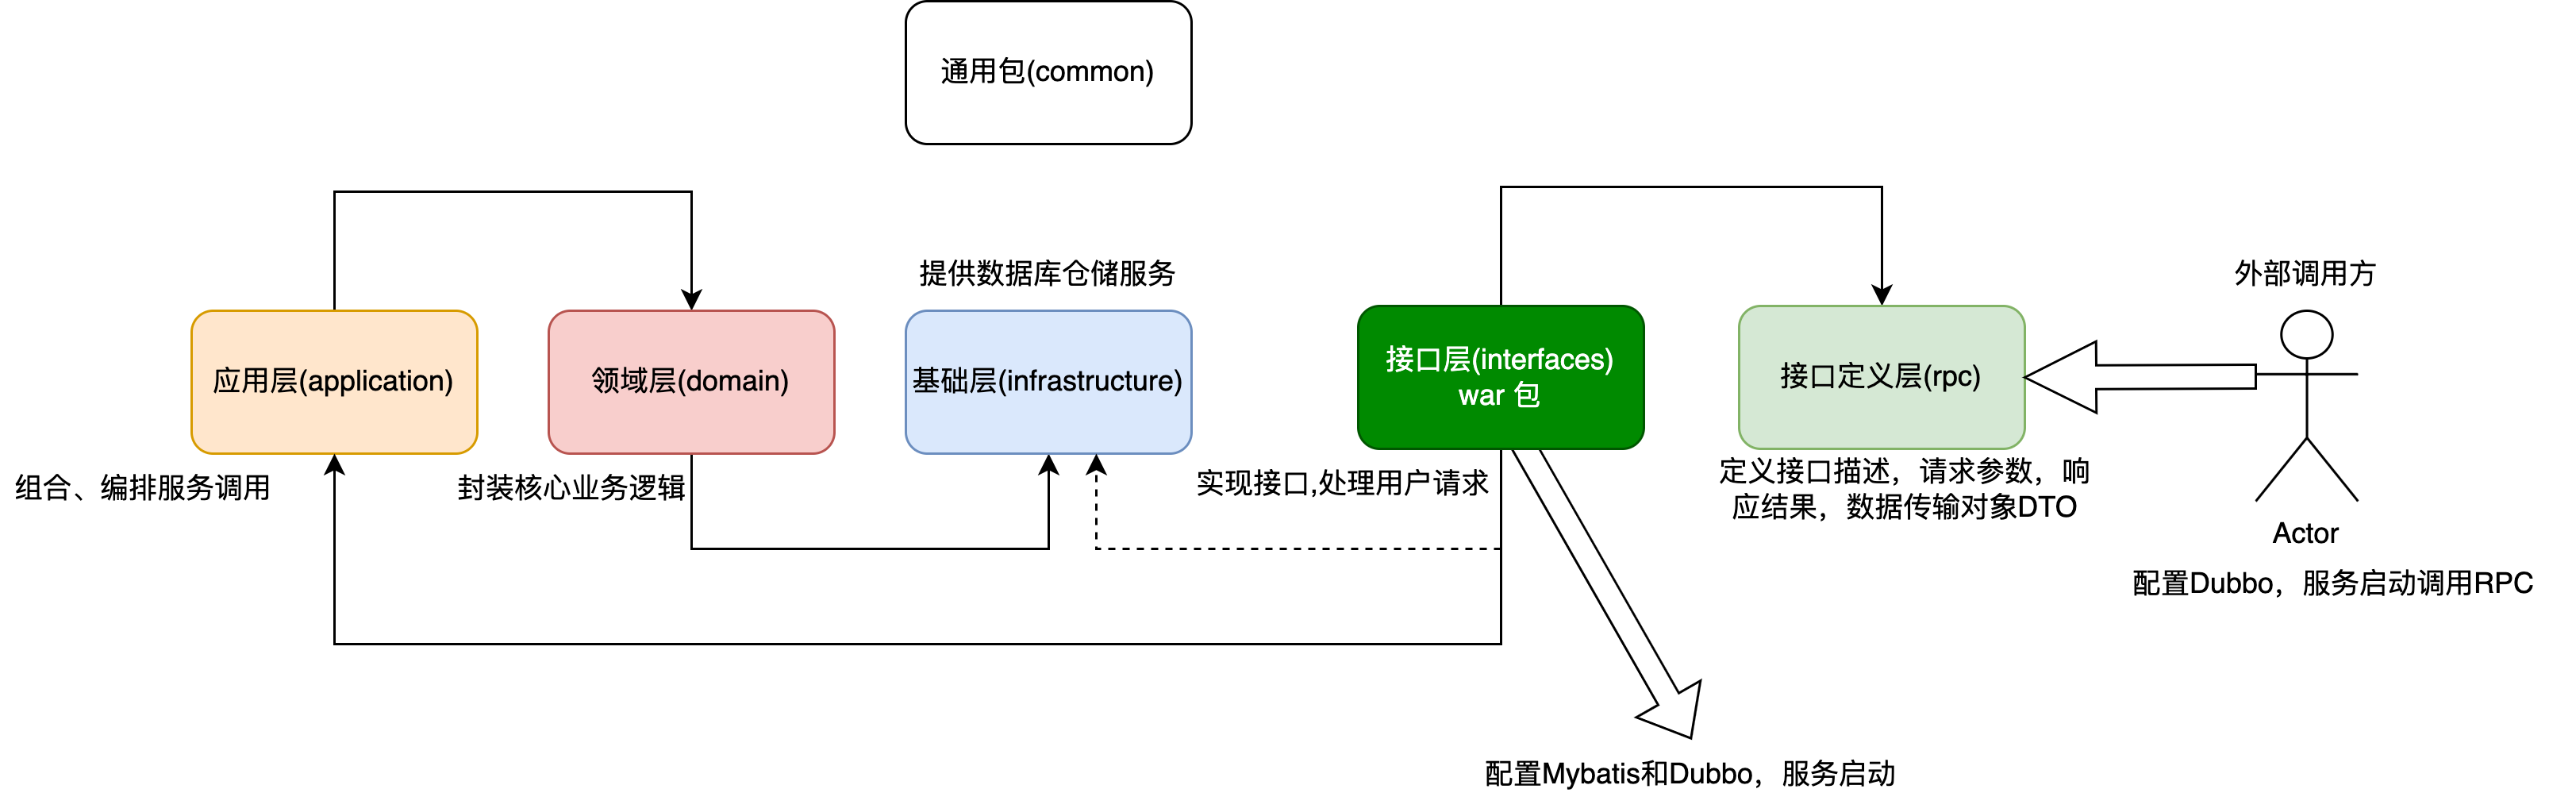 通用包(common)
提供数据库仓储服务
外部调用方
应用层(application)
领域层(domain)
基础层(infrastructure)
接口层(interfaces)
war 包
接口定义层(rpc)
组合、编排服务调用
封装核心业务逻辑
实现接口,处理用户请求
定义接口描述，请求参数，响
应结果，数据传输对象DTO
Actor
配置Dubbo，服务启动调用RPC
配置Mybatis和Dubbo，服务启动